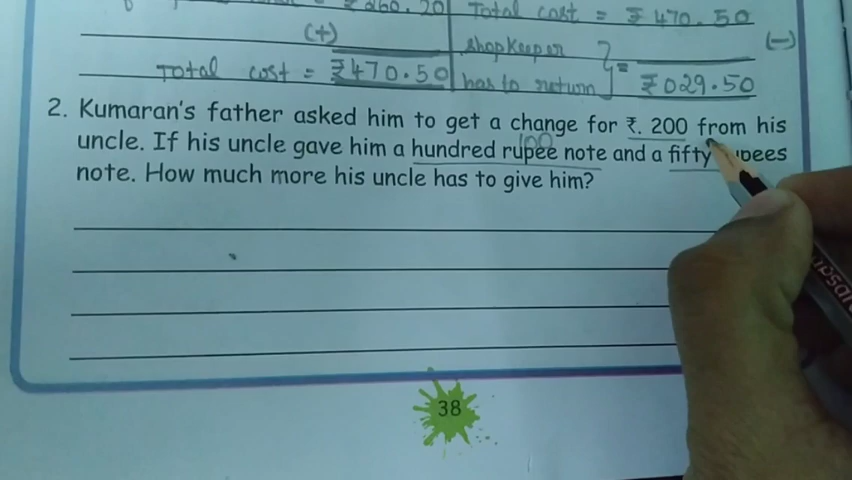 ₹260.20 Total cost = ₹470.50
(+) shopkeeper (-)
Total cost = ₹470.50 has to return = ₹029.50
2. Kumaran's father asked him to get a change for ₹. 200 from his
100
uncle. If his uncle gave him a hundred rupee note and a fifty
note. How much more his uncle has to give him?
38